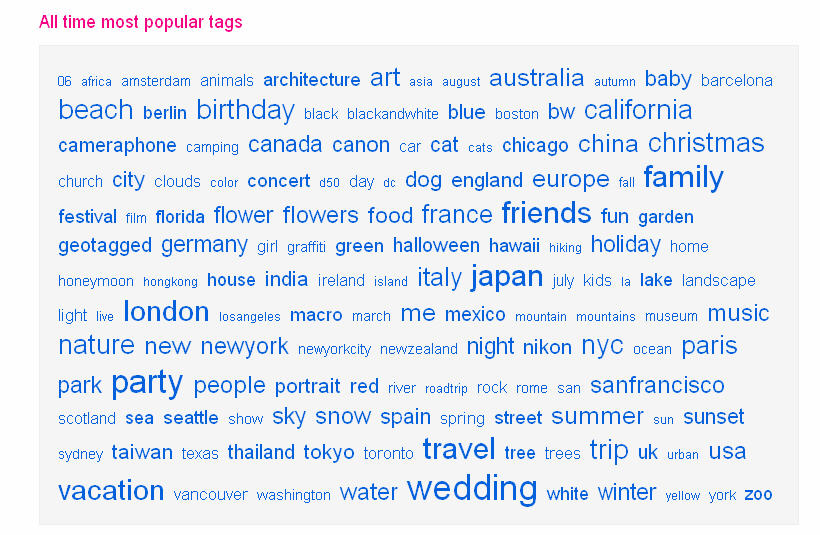 All time most popular tags
06 africa amsterdam animals architecture art asia august australia autumn baby barcelona
beach berlin birthday black blackandwhite blue boston bw california
cameraphone camping canada canon car cat cats chicago china christmas
church city clouds color concert d50 day dc dog england europe fall family
festival film florida flower flowers food france friends fun garden
geotagged germany girl graffiti green halloween hawaii hiking holiday home
honeymoon hongkong house india ireland island italy japan july kids la lake landscape
light live london losangeles macro march me mexico mountain mountains museum music
nature new newyork newyorkcity newzealand night nikon nyc ocean paris
park party people portrait red river roadtrip rock rome san sanfrancisco
scotland sea seattle show sky snow spain spring street summer sun sunset
sydney taiwan texas thailand tokyo toronto travel tree trees trip uk urban usa
vacation vancouver washington water wedding white winter yellow york zoo